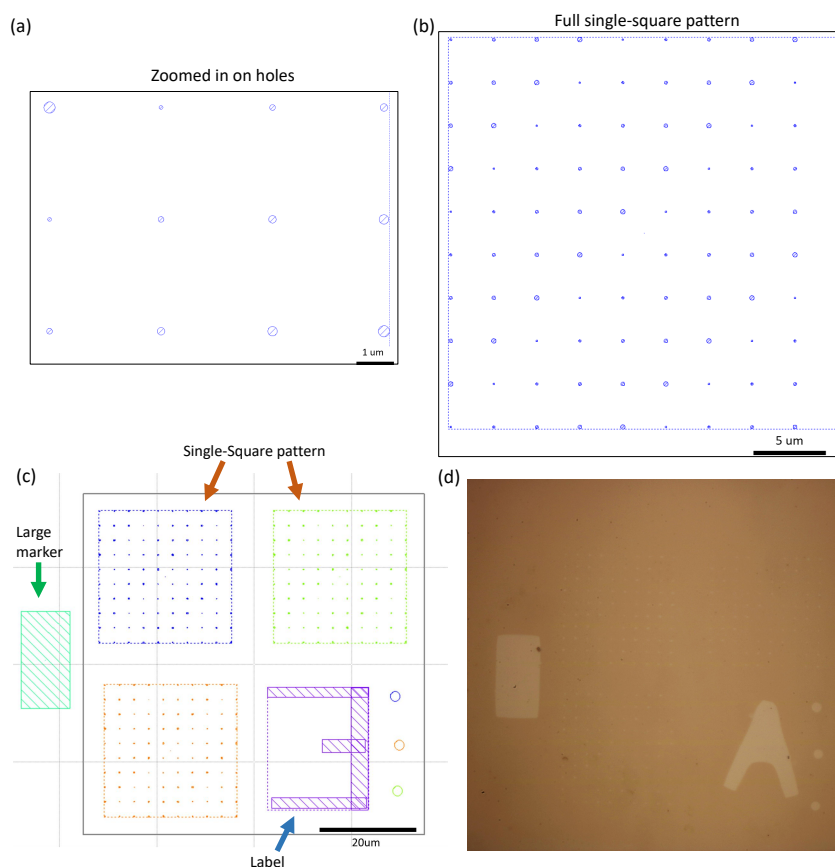 (a)
Zoomed in on holes
1 um
(b)
Full single-square pattern
5 um
(c)
Single-Square pattern
Large
marker
20um
Label
(d)
A